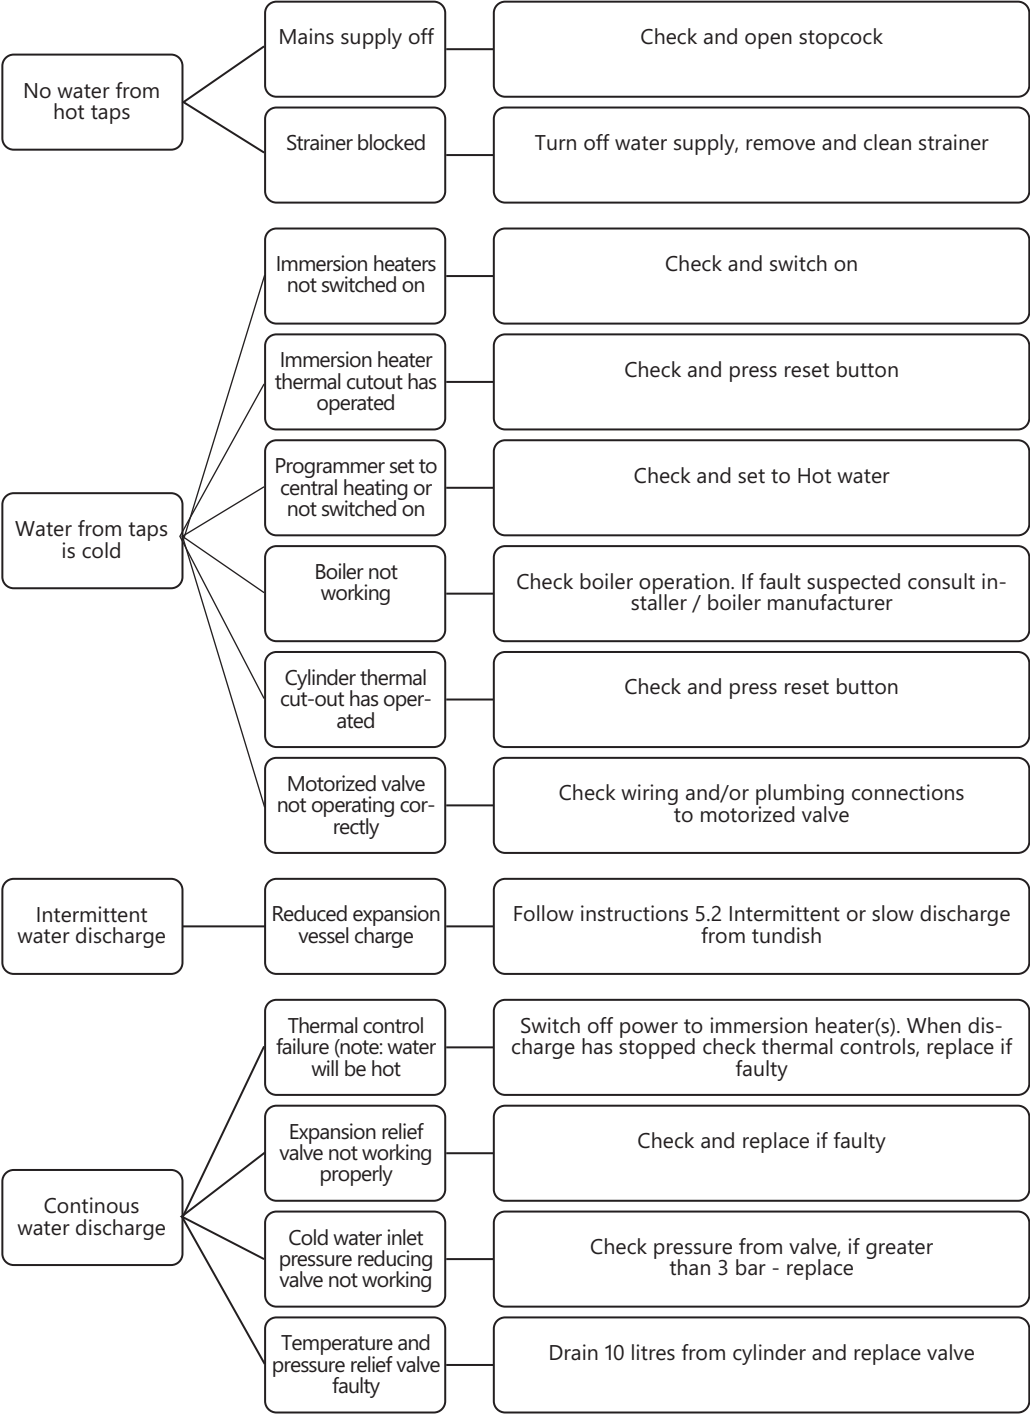 No water from
hot taps
Mains supply off
Check and open stopcock
Strainer blocked
Turn off water supply, remove and clean strainer
Water from taps
is cold
Immersion heaters
not switched on
Check and switch on
Immersion heater
thermal cutout has
operated
Check and press reset button
Programmer set to
central heating or
not switched on
Check and set to Hot water
Boiler not
working
Check boiler operation. If fault suspected consult in-
staller / boiler manufacturer
Cylinder thermal
cut-out has oper-
ated
Check and press reset button
Motorized valve
not operating cor-
rectly
Check wiring and/or plumbing connections
to motorized valve
Intermittent
water discharge
Reduced expansion
vessel charge
Follow instructions 5.2 Intermittent or slow discharge
from tundish
Continous
water discharge
Thermal control
failure (note: water
will be hot
Switch off power to immersion heater(s). When dis-
charge has stopped check thermal controls, replace if
faulty
Expansion relief
valve not working
properly
Check and replace if faulty
Cold water inlet
pressure reducing
valve not working
Check pressure from valve, if greater
than 3 bar - replace
Temperature and
pressure relief valve
faulty
Drain 10 litres from cylinder and replace valve